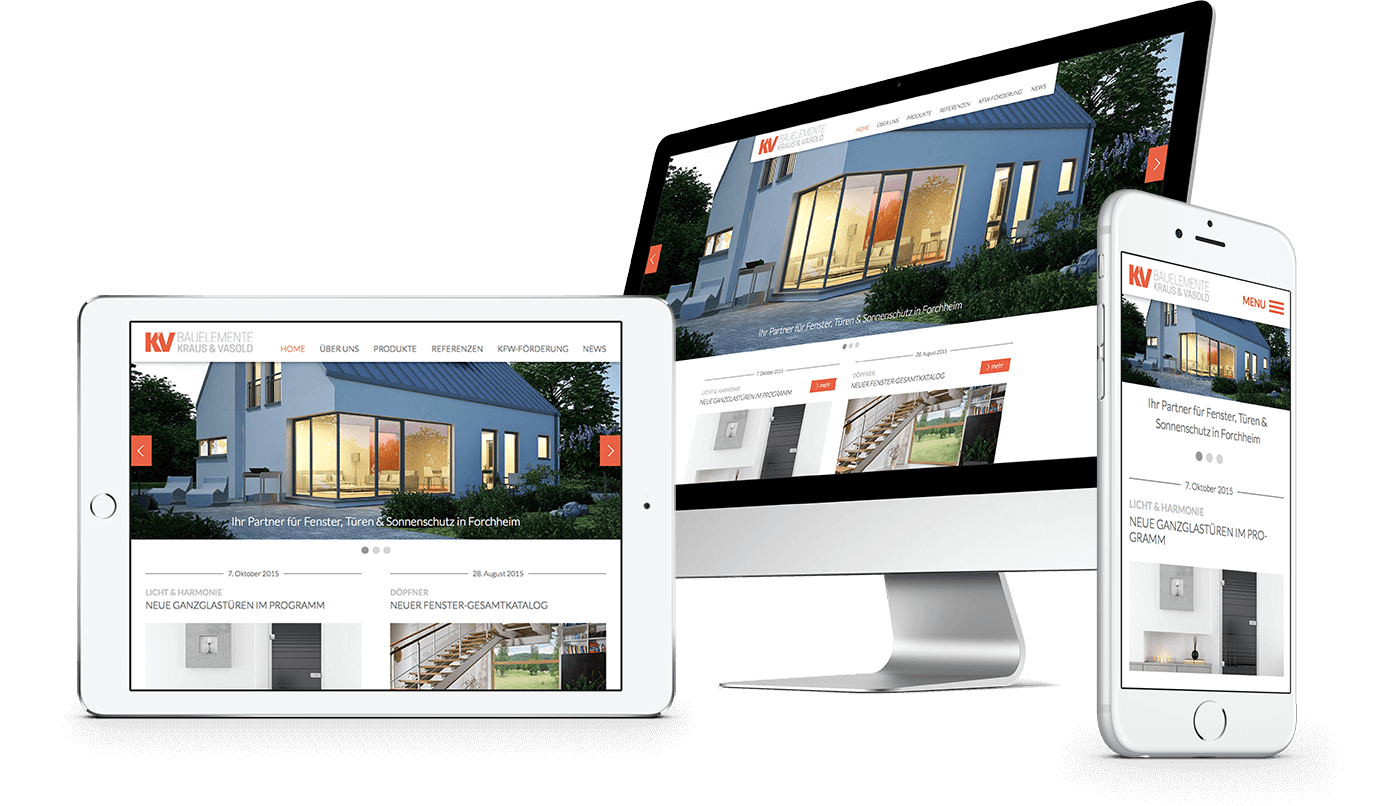 KV BAUELEMENTE
KRAUS & VASOLD
HOME ÜBER UNS PRODUKTE REFERENZEN KFW-FÖRDERUNG NEWS
Ihr Partner für Fenster, Türen & Sonnenschutz in Forchheim
7. Oktober 2015
LICHT & HARMONIE
NEUE GANZGLASTÜREN IM PROGRAMM
28. August 2015
DÖPFNER
NEUER FENSTER-GESAMTKATALOG
KV BAUELEMENTE
KRAUS & VASOLD
HOME ÜBER UNS PRODUKTE REFERENZEN KFW-FÖRDERUNG NEWS
Ihr Partner für Fenster, Türen & Sonnenschutz in Forchheim
7. Oktober 2015
LICHT & HARMONIE
NEUE GANZGLASTÜREN IM PROGRAMM
mehr
28. August 2015
DÖPFNER
NEUER FENSTER-GESAMTKATALOG
mehr
KV BAUELEMENTE
KRAUS & VASOLD
MENU
Ihr Partner für Fenster, Türen &
Sonnenschutz in Forchheim
7. Oktober 2015
LICHT & HARMONIE
NEUE GANZGLASTÜREN IM PRO-
GRAMM